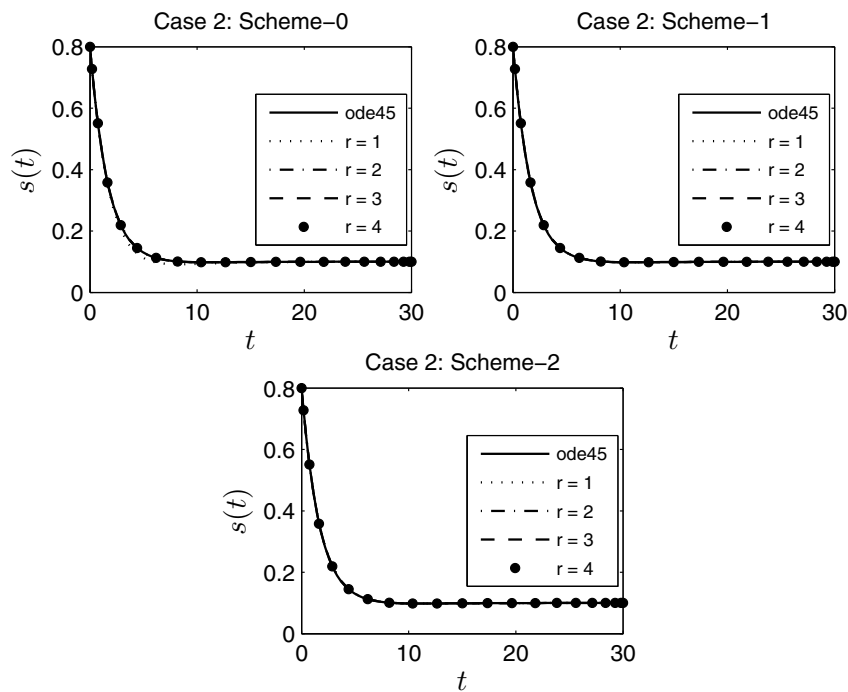 Case 2: Scheme−0
0.8
0.6
0.4
0.2
0
s(t)
ode45
r = 1
r = 2
r = 3
r = 4
0 10 20 30
t
Case 2: Scheme−1
0.8
0.6
0.4
0.2
0
s(t)
ode45
r = 1
r = 2
r = 3
r = 4
0 10 20 30
t
Case 2: Scheme−2
0.8
0.6
0.4
0.2
0
s(t)
ode45
r = 1
r = 2
r = 3
r = 4
0 10 20 30
t